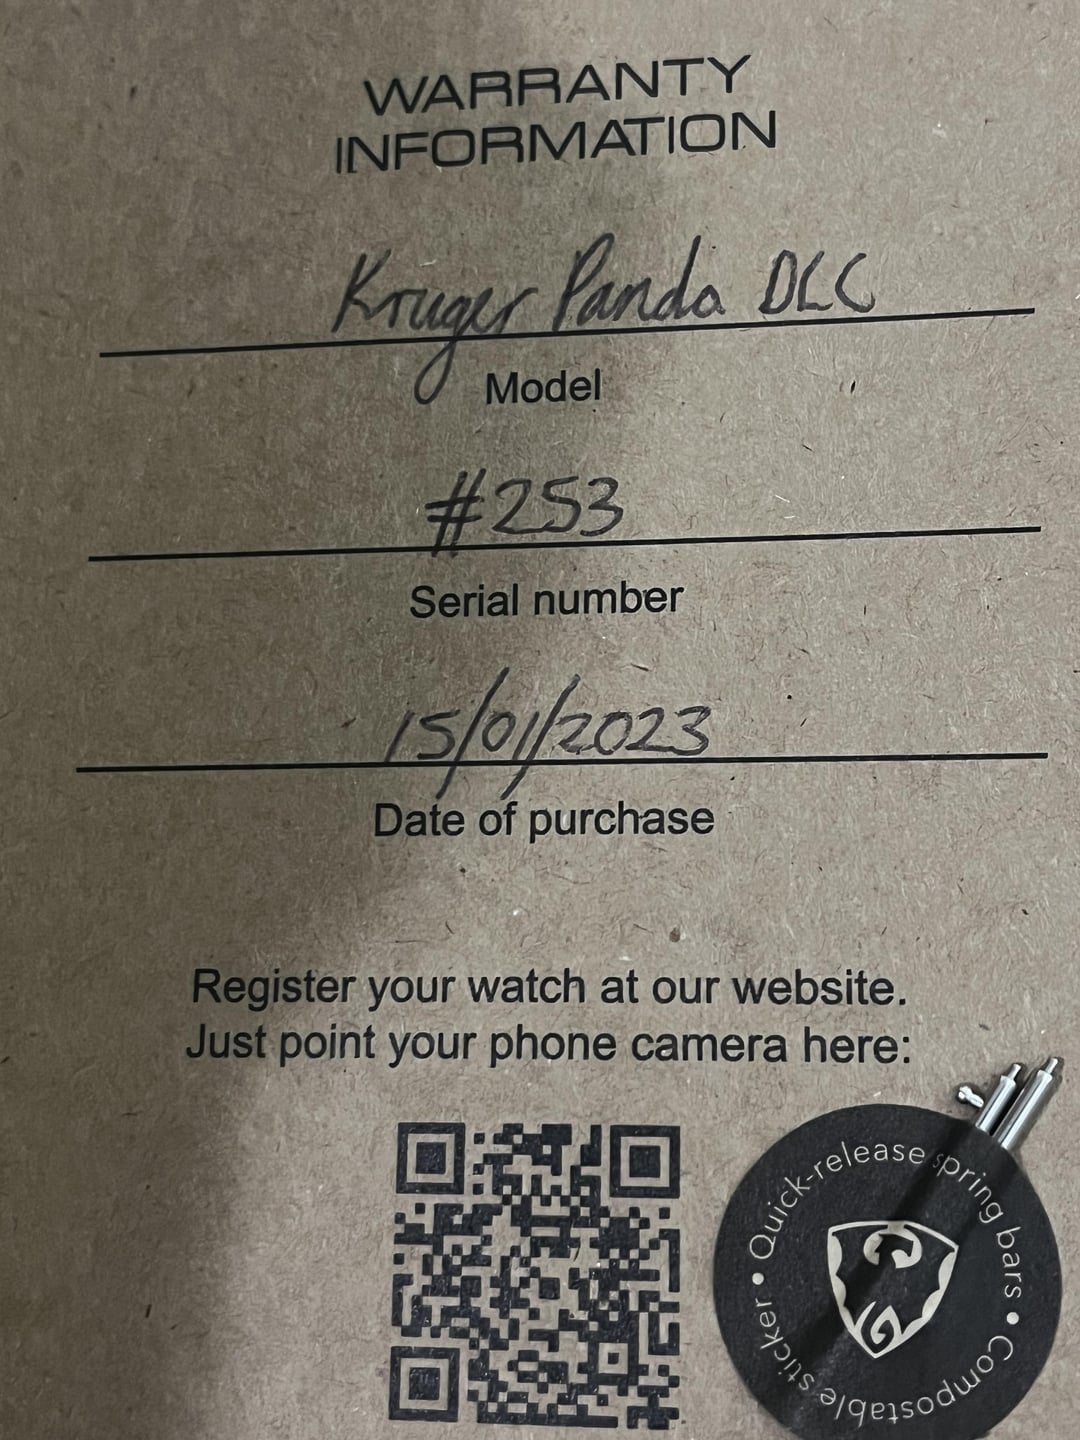 WARRANTY
INFORMATION
Kruger Panda DLC
Model
#253
Serial number
15/01/2023
Date of purchase
Register your watch at our website.
Just point your phone camera here:
Quick-release spring bars • Compostable sticker •